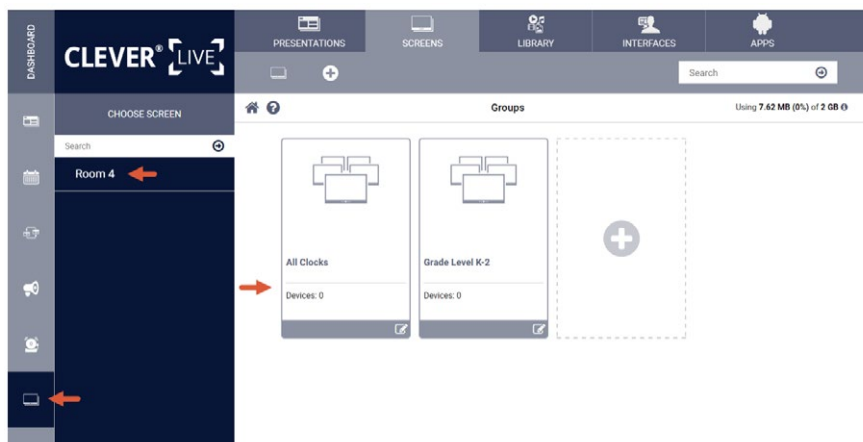 DASHBOARD
CLEVER® [LIVE]
PRESENTATIONS
SCREENS
LIBRARY
INTERFACES
APPS
Search
CHOOSE SCREEN
Search
Room 4
Groups
Using 7.62 MB (0%) of 2 GB
All Clocks
Devices: 0
Grade Level K-2
Devices: 0